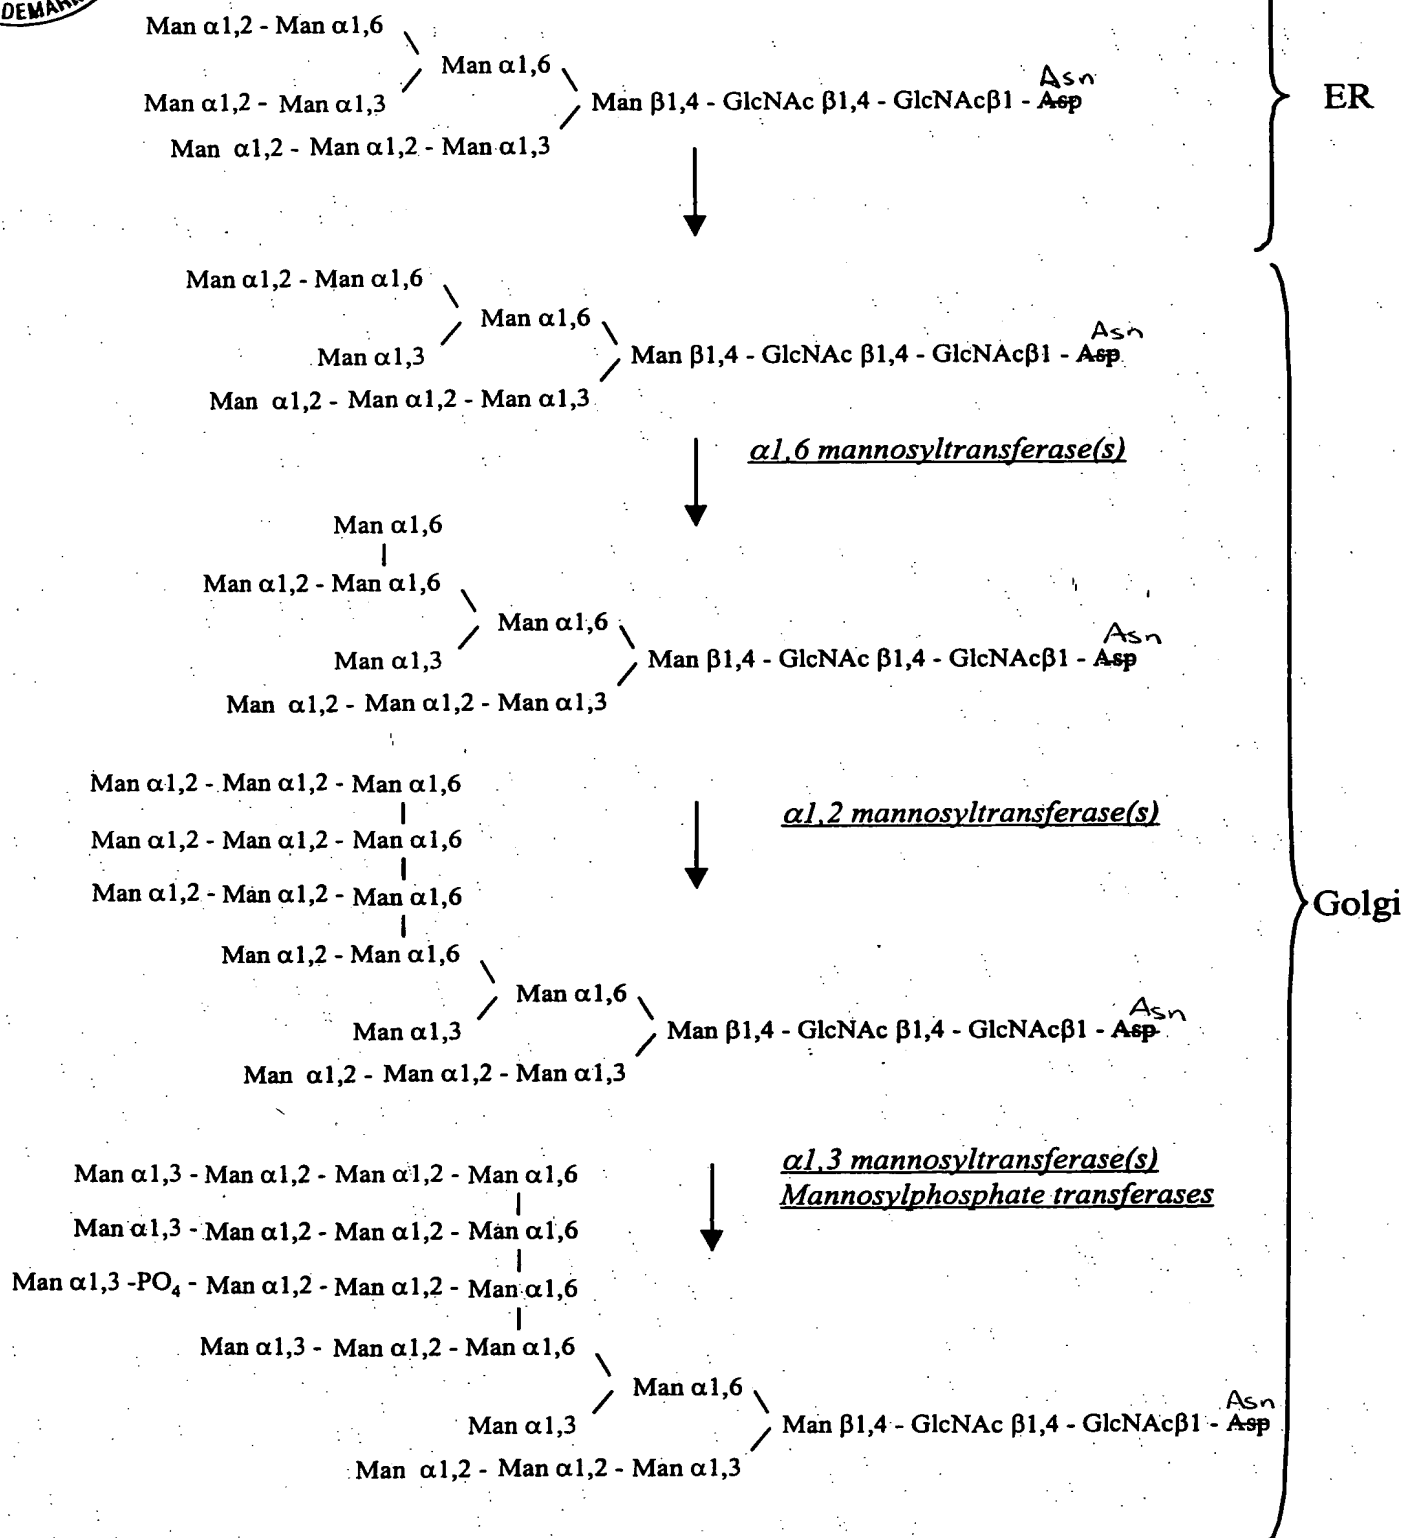 DEMARK
Man α1,2 - Man α1,6
Man α1,6
Asn
Man α1,2 - Man α1,3
Man β1,4 - GlcNAc β1,4 - GlcNAcβ1 - Asp
ER
Man α1,2 - Man α1,2 - Man α1,3
Man α1,2 - Man α1,6
Man α1,6
Asn
Man α1,3
Man β1,4 - GlcNAc β1,4 - GlcNAcβ1 - Asp
Man α1,2 - Man α1,2 - Man α1,3
α1,6 mannosyltransferase(s)
Man α1,6
Man α1,2 - Man α1,6
Man α1,6
Asn
Man α1,3
Man β1,4 - GlcNAc β1,4 - GlcNAcβ1 - Asp
Man α1,2 - Man α1,2 - Man α1,3
Man α1,2 - Man α1,2 - Man α1,6
α1,2 mannosyltransferase(s)
Man α1,2 - Man α1,2 - Man α1,6
Man α1,2 - Man α1,2 - Man α1,6
Golgi
Man α1,2 - Man α1,6
Man α1,6
Asn
Man α1,3
Man β1,4 - GlcNAc β1,4 - GlcNAcβ1 - Asp
Man α1,2 - Man α1,2 - Man α1,3
α1,3 mannosyltransferase(s)
Man α1,3 - Man α1,2 - Man α1,2 - Man α1,6
Mannosylphosphate transferases
Man α1,3 - Man α1,2 - Man α1,2 - Man α1,6
Man α1,3 -PO4 - Man α1,2 - Man α1,2 - Man α1,6
Man α1,3 - Man α1,2 - Man α1,6
Man α1,6
Asn
Man α1,3
Man β1,4 - GlcNAc β1,4 - GlcNAcβ1 - Asp
Man α1,2 - Man α1,2 - Man α1,3